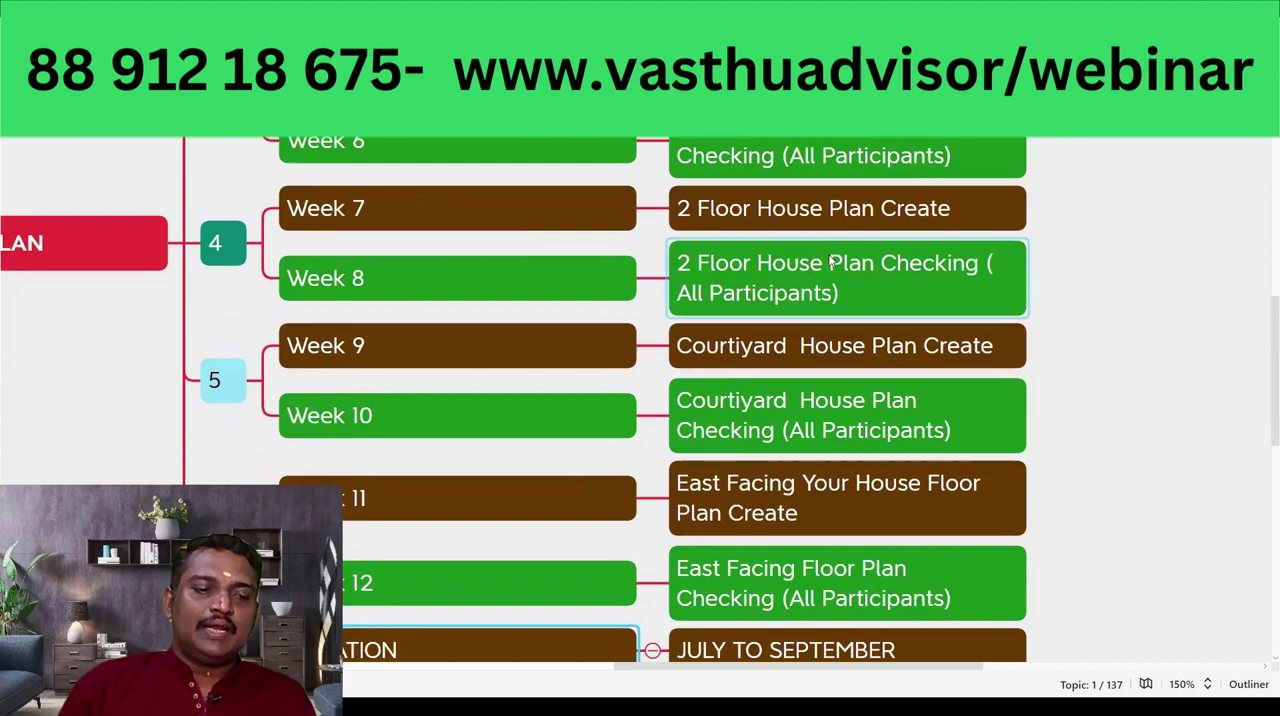 88 912 18 675- www.vasthuadvisor/webinar
Week 6
Checking (All Participants)
LAN
4
Week 7
2 Floor House Plan Create
Week 8
2 Floor House Plan Checking (
All Participants)
5
Week 9
Courtiyard  House Plan Create
Week 10
Courtiyard  House Plan
Checking (All Participants)
11
East Facing Your House Floor
Plan Create
12
East Facing Floor Plan
Checking (All Participants)
ATION
JULY TO SEPTEMBER
Topic: 1 / 137
150%
Outliner